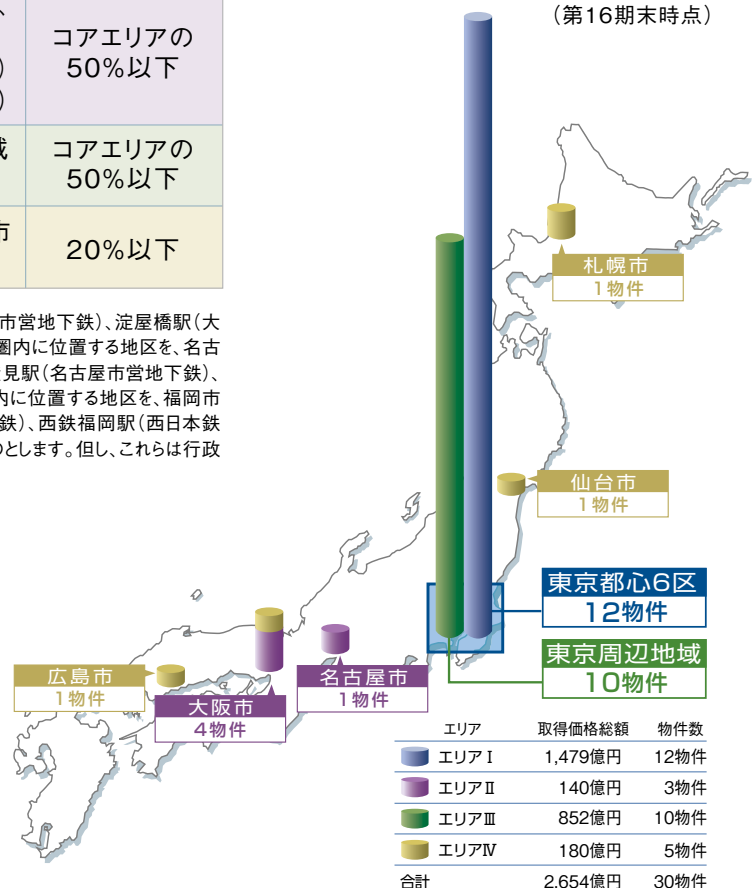 （第16期末時点）
コアエリアの
50%以下
コアエリアの
50%以下
市
20%以下
市営地下鉄）、淀屋橋駅（大
圏内に位置する地区を、名古
見駅（名古屋市営地下鉄）、
内に位置する地区を、福岡市
鉄）、西鉄福岡駅（西日本鉄
のとします。但し、これらは行政
札幌市
1物件
仙台市
1物件
東京都心6区
12物件
東京周辺地域
10物件
名古屋市
1物件
広島市
1物件
大阪市
4物件
エリア 取得価格総額 物件数
エリアⅠ 1,479億円 12物件
エリアⅡ 140億円 3物件
エリアⅢ 852億円 10物件
エリアⅣ 180億円 5物件
合計 2,654億円 30物件